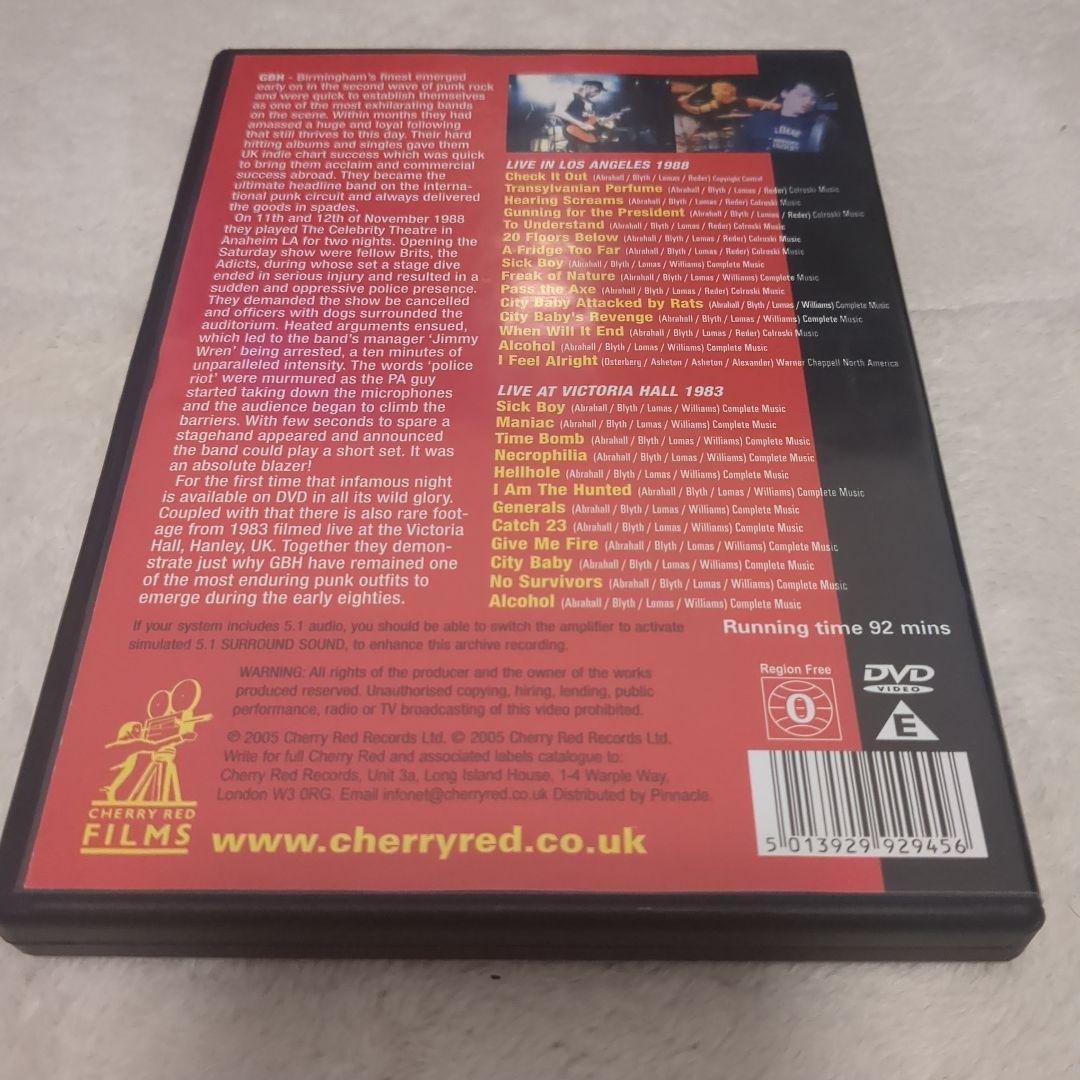 GBH - Birmingham's finest emerged
early on in the second wave of punk rock
and were quick to establish themselves
as one of the most exhilarating bands
on the scene. Within months they had
amassed a huge and loyal following
that still thrives to this day. Their hard
hitting albums and singles gave them
UK indie chart success which was quick
to bring them acclaim and commercial
success abroad. They became the
ultimate headline band on the interna-
tional punk circuit and always delivered
the goods in spades.
On 11th and 12th of November 1988
they played The Celebrity Theatre in
Anaheim LA for two nights. Opening the
Saturday show were fellow Brits, the
Adicts, during whose set a stage dive
ended in serious injury and resulted in a
sudden and oppressive police presence.
They demanded the show be cancelled
and officers with dogs surrounded the
auditorium. Heated arguments ensued,
which led to the band's manager 'Jimmy
Wren' being arrested, a ten minutes of
unparalleled intensity. The words 'police
riot' were murmured as the PA guy
started taking down the microphones
and the audience began to climb the
barriers. With few seconds to spare a
stagehand appeared and announced
the band could play a short set. It was
an absolute blazer!
For the first time that infamous night
is available on DVD in all its wild glory.
Coupled with that there is also rare foot-
age from 1983 filmed live at the Victoria
Hall, Hanley, UK. Together they demon-
strate just why GBH have remained one
of the most enduring punk outfits to
emerge during the early eighties.
LIVE IN LOS ANGELES 1988
Check It Out (Abrahall / Blyth / Lomas / Reder) Copyright Control
Transylvanian Perfume (Abrahall / Blyth / Lomas / Reder) Colroski Music
Hearing Screams (Abrahall / Blyth / Lomas / Reder) Colroski Music
Gunning for the President (Abrahall / Blyth / Lomas / Reder) Colroski Music
To Understand (Abrahall / Blyth / Lomas / Reder) Colroski Music
20 Floors Below (Abrahall / Blyth / Lomas / Reder) Colroski Music
A Fridge Too Far (Abrahall / Blyth / Lomas / Reder) Colroski Music
Sick Boy (Abrahall / Blyth / Lomas / Williams) Complete Music
Freak of Nature (Abrahall / Blyth / Lomas / Williams) Complete Music
Pass the Axe (Abrahall / Blyth / Lomas / Reder) Colroski Music
City Baby Attacked by Rats (Abrahall / Blyth / Lomas / Williams) Complete Music
City Baby's Revenge (Abrahall / Blyth / Lomas / Williams) Complete Music
When Will It End (Abrahall / Blyth / Lomas / Reder) Colroski Music
Alcohol (Abrahall / Blyth / Lomas / Williams) Complete Music
I Feel Alright (Osterberg / Asheton / Asheton / Alexander) Warner Chappell North America
LIVE AT VICTORIA HALL 1983
Sick Boy (Abrahall / Blyth / Lomas / Williams) Complete Music
Maniac (Abrahall / Blyth / Lomas / Williams) Complete Music
Time Bomb (Abrahall / Blyth / Lomas / Williams) Complete Music
Necrophilia (Abrahall / Blyth / Lomas / Williams) Complete Music
Hellhole (Abrahall / Blyth / Lomas / Williams) Complete Music
I Am The Hunted (Abrahall / Blyth / Lomas / Williams) Complete Music
Generals (Abrahall / Blyth / Lomas / Williams) Complete Music
Catch 23 (Abrahall / Blyth / Lomas / Williams) Complete Music
Give Me Fire (Abrahall / Blyth / Lomas / Williams) Complete Music
City Baby (Abrahall / Blyth / Lomas / Williams) Complete Music
No Survivors (Abrahall / Blyth / Lomas / Williams) Complete Music
Alcohol (Abrahall / Blyth / Lomas / Williams) Complete Music
If your system includes 5.1 audio, you should be able to switch the amplifier to activate
simulated 5.1 SURROUND SOUND, to enhance this archive recording.
Running time 92 mins
WARNING: All rights of the producer and the owner of the works
produced reserved. Unauthorised copying, hiring, lending, public
performance, radio or TV broadcasting of this video prohibited.
℗ 2005 Cherry Red Records Ltd. © 2005 Cherry Red Records Ltd.
Write for full Cherry Red and associated labels catalogue to:
Cherry Red Records, Unit 3a, Long Island House, 1-4 Warple Way,
London W3 0RG. Email infonet@cherryred.co.uk Distributed by Pinnacle.
Region Free
0
DVD
VIDEO
E
CHERRY RED
FILMS
www.cherryred.co.uk
5 013929 929456